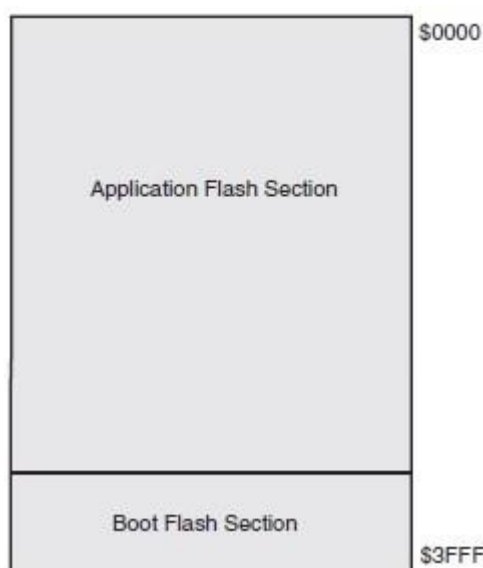 $0000
Application Flash Section
Boot Flash Section
$3FFF